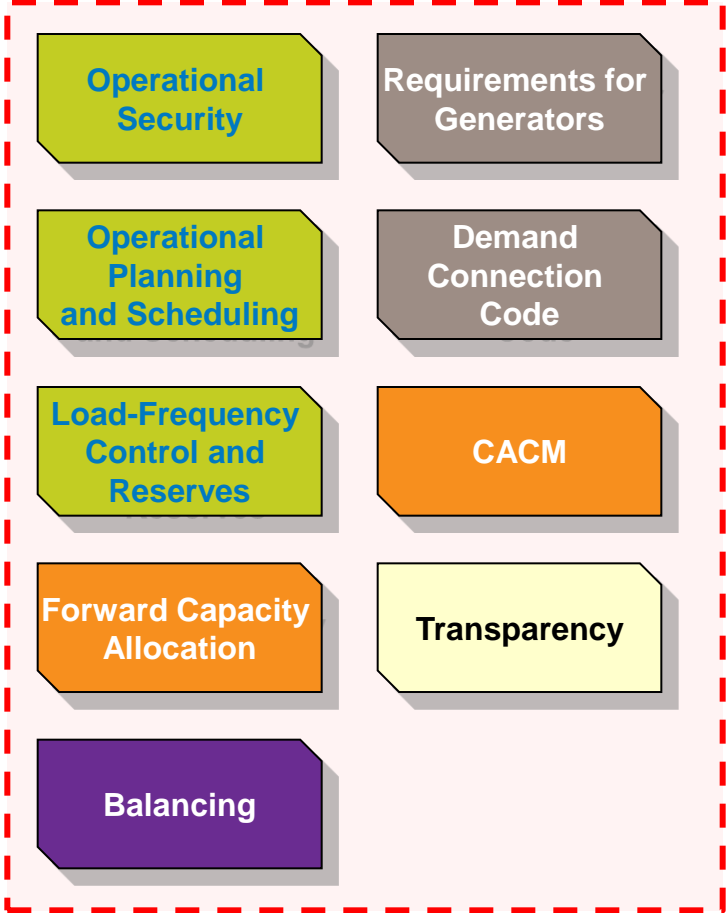 Operational
Security
Requirements for
Generators
Operational
Planning
and Scheduling
Demand
Connection
Code
Load-Frequency
Control and
Reserves
CACM
Forward Capacity
Allocation
Transparency
Balancing